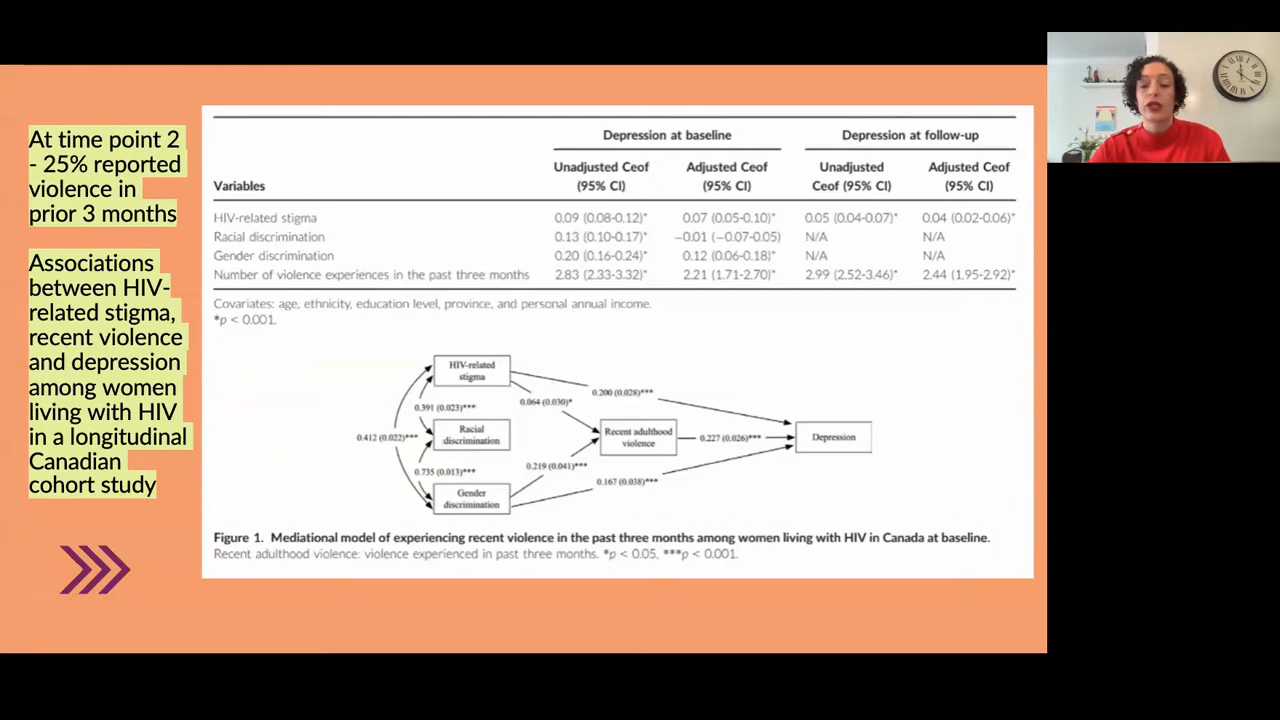 At time point 2
- 25% reported
violence in
prior 3 months
Associations
between HIV-
related stigma,
recent violence
and depression
among women
living with HIV
in a longitudinal
Canadian
cohort study
Depression at baseline Depression at follow-up
Unadjusted Ceof Adjusted Ceof Unadjusted Adjusted Ceof
Variables (95% CI) (95% CI) Ceof (95% CI) (95% CI)
HIV-related stigma 0.09 (0.08-0.12)* 0.07 (0.05-0.10)* 0.05 (0.04-0.07)* 0.04 (0.02-0.06)*
Racial discrimination 0.13 (0.10-0.17)* −0.01 (−0.07-0.05) N/A N/A
Gender discrimination 0.20 (0.16-0.24)* 0.12 (0.06-0.18)* N/A N/A
Number of violence experiences in the past three months 2.83 (2.33-3.32)* 2.21 (1.71-2.70)* 2.99 (2.52-3.46)* 2.44 (1.95-2.92)*
Covariates: age, ethnicity, education level, province, and personal annual income.
*p < 0.001.
HIV-related
stigma
0.200 (0.028)***
0.064 (0.030)*
0.391 (0.023)***
Racial
discrimination
Recent adulthood
violence
0.412 (0.022)***
0.227 (0.026)***
Depression
0.735 (0.013)***
0.219 (0.041)***
0.167 (0.038)***
Gender
discrimination
Figure 1. Mediational model of experiencing recent violence in the past three months among women living with HIV in Canada at baseline.
Recent adulthood violence: violence experienced in past three months. *p < 0.05, ***p < 0.001.